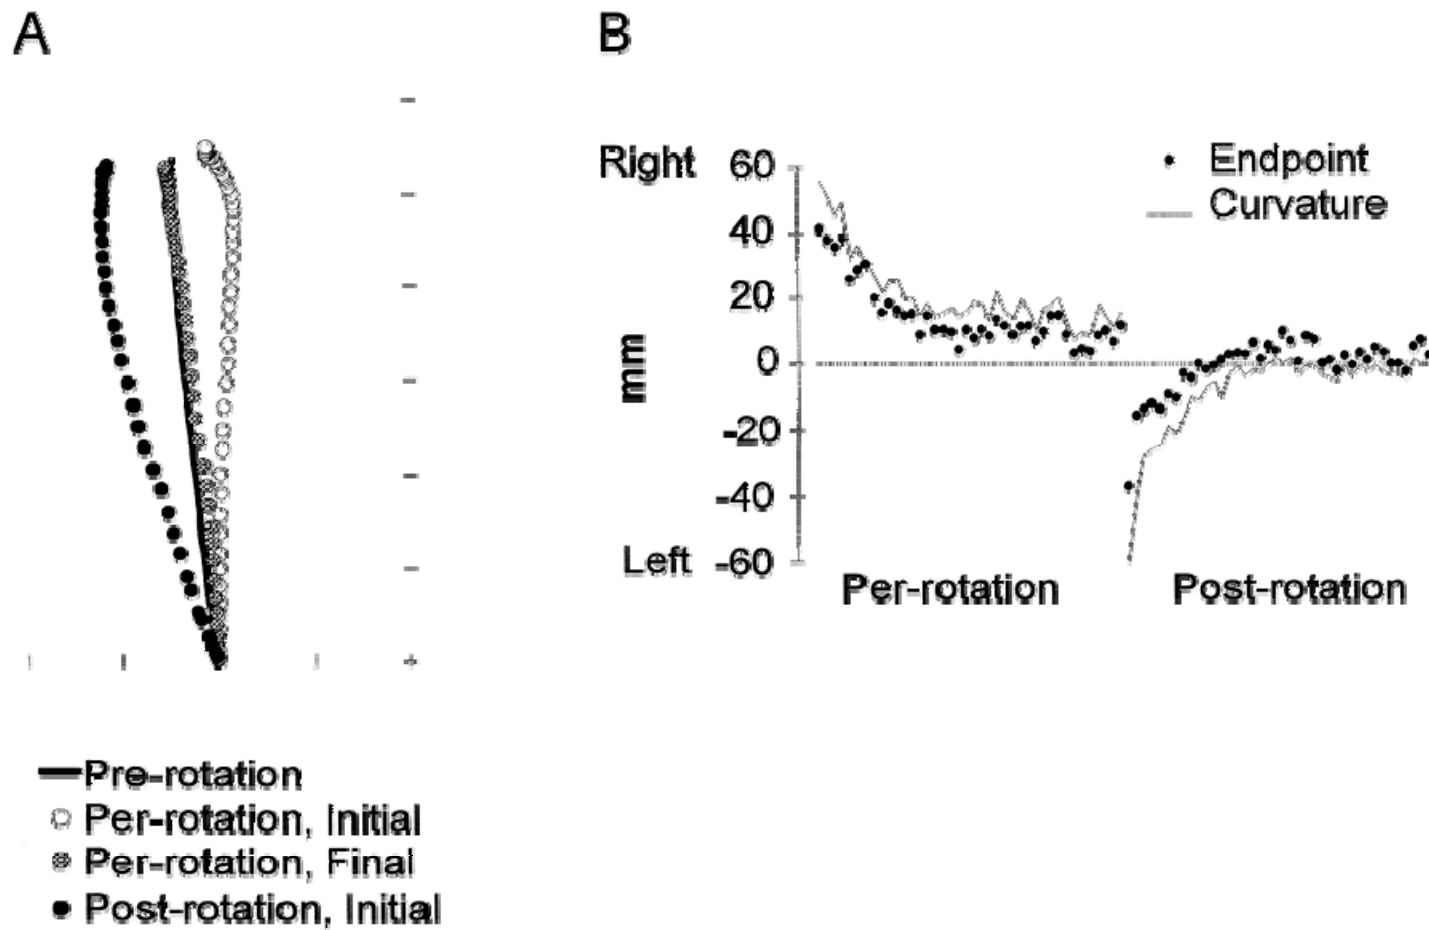 A
B
Right
60
40
20
0
-20
-40
-60
Left
mm
Endpoint
Curvature
Per-rotation
Post-rotation
Pre-rotation
Per-rotation, Initial
Per-rotation, Final
Post-rotation, Initial